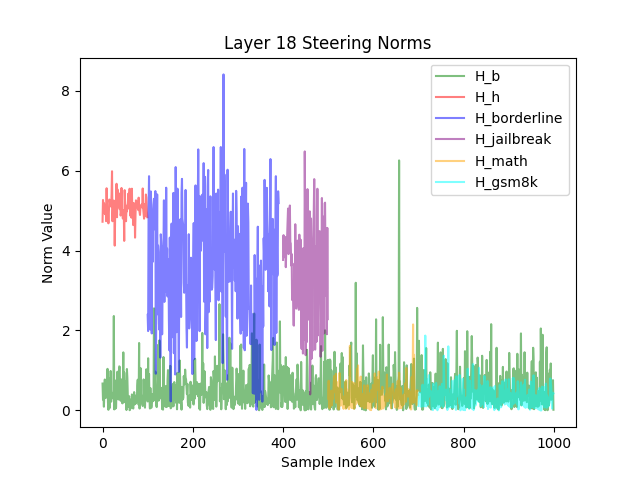 Layer 18 Steering Norms
H_b
H_h
H_borderline
H_jailbreak
H_math
H_gsm8k
Norm Value
8
6
4
2
0
0 200 400 600 800 1000
Sample Index